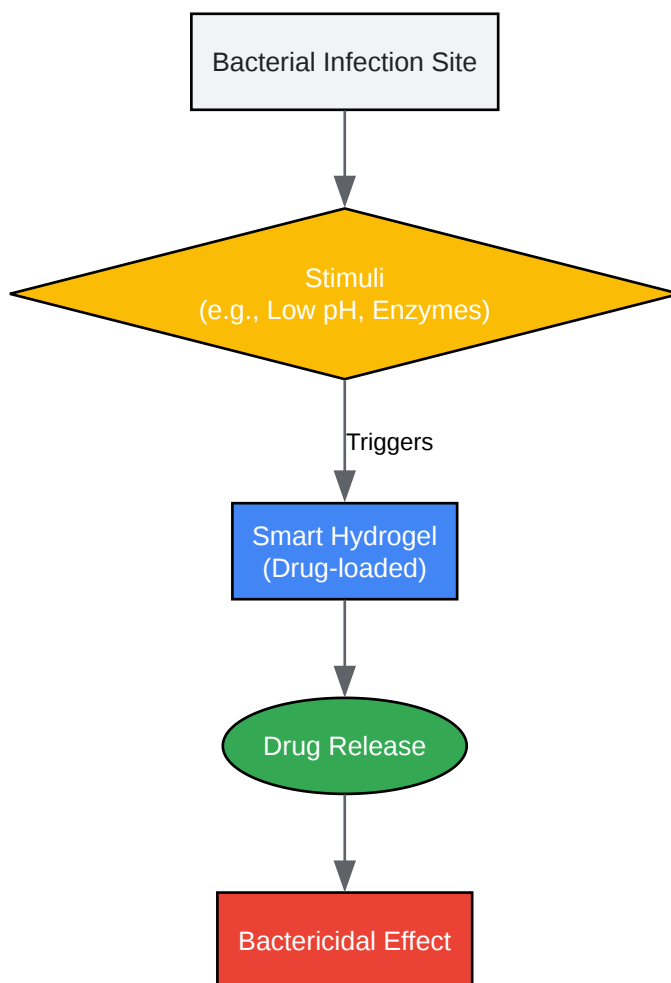 Bacterial Infection Site
Stimuli
(e.g., Low pH, Enzymes)
Triggers
Smart Hydrogel
(Drug-loaded)
Drug Release
Bactericidal Effect